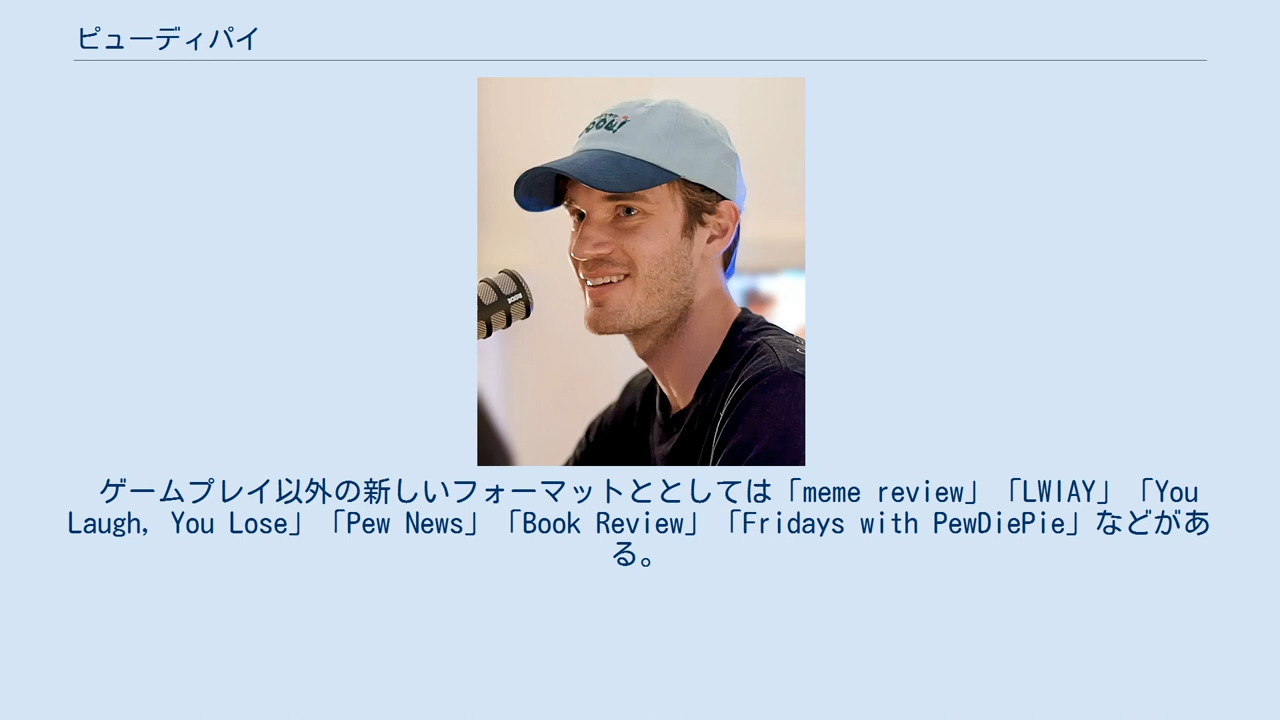 ピューディパイ
ゲームプレイ以外の新しいフォーマットととしては「meme review」「LWIAY」「You
Laugh, You Lose」「Pew News」「Book Review」「Fridays with PewDiePie」などがあ
る。